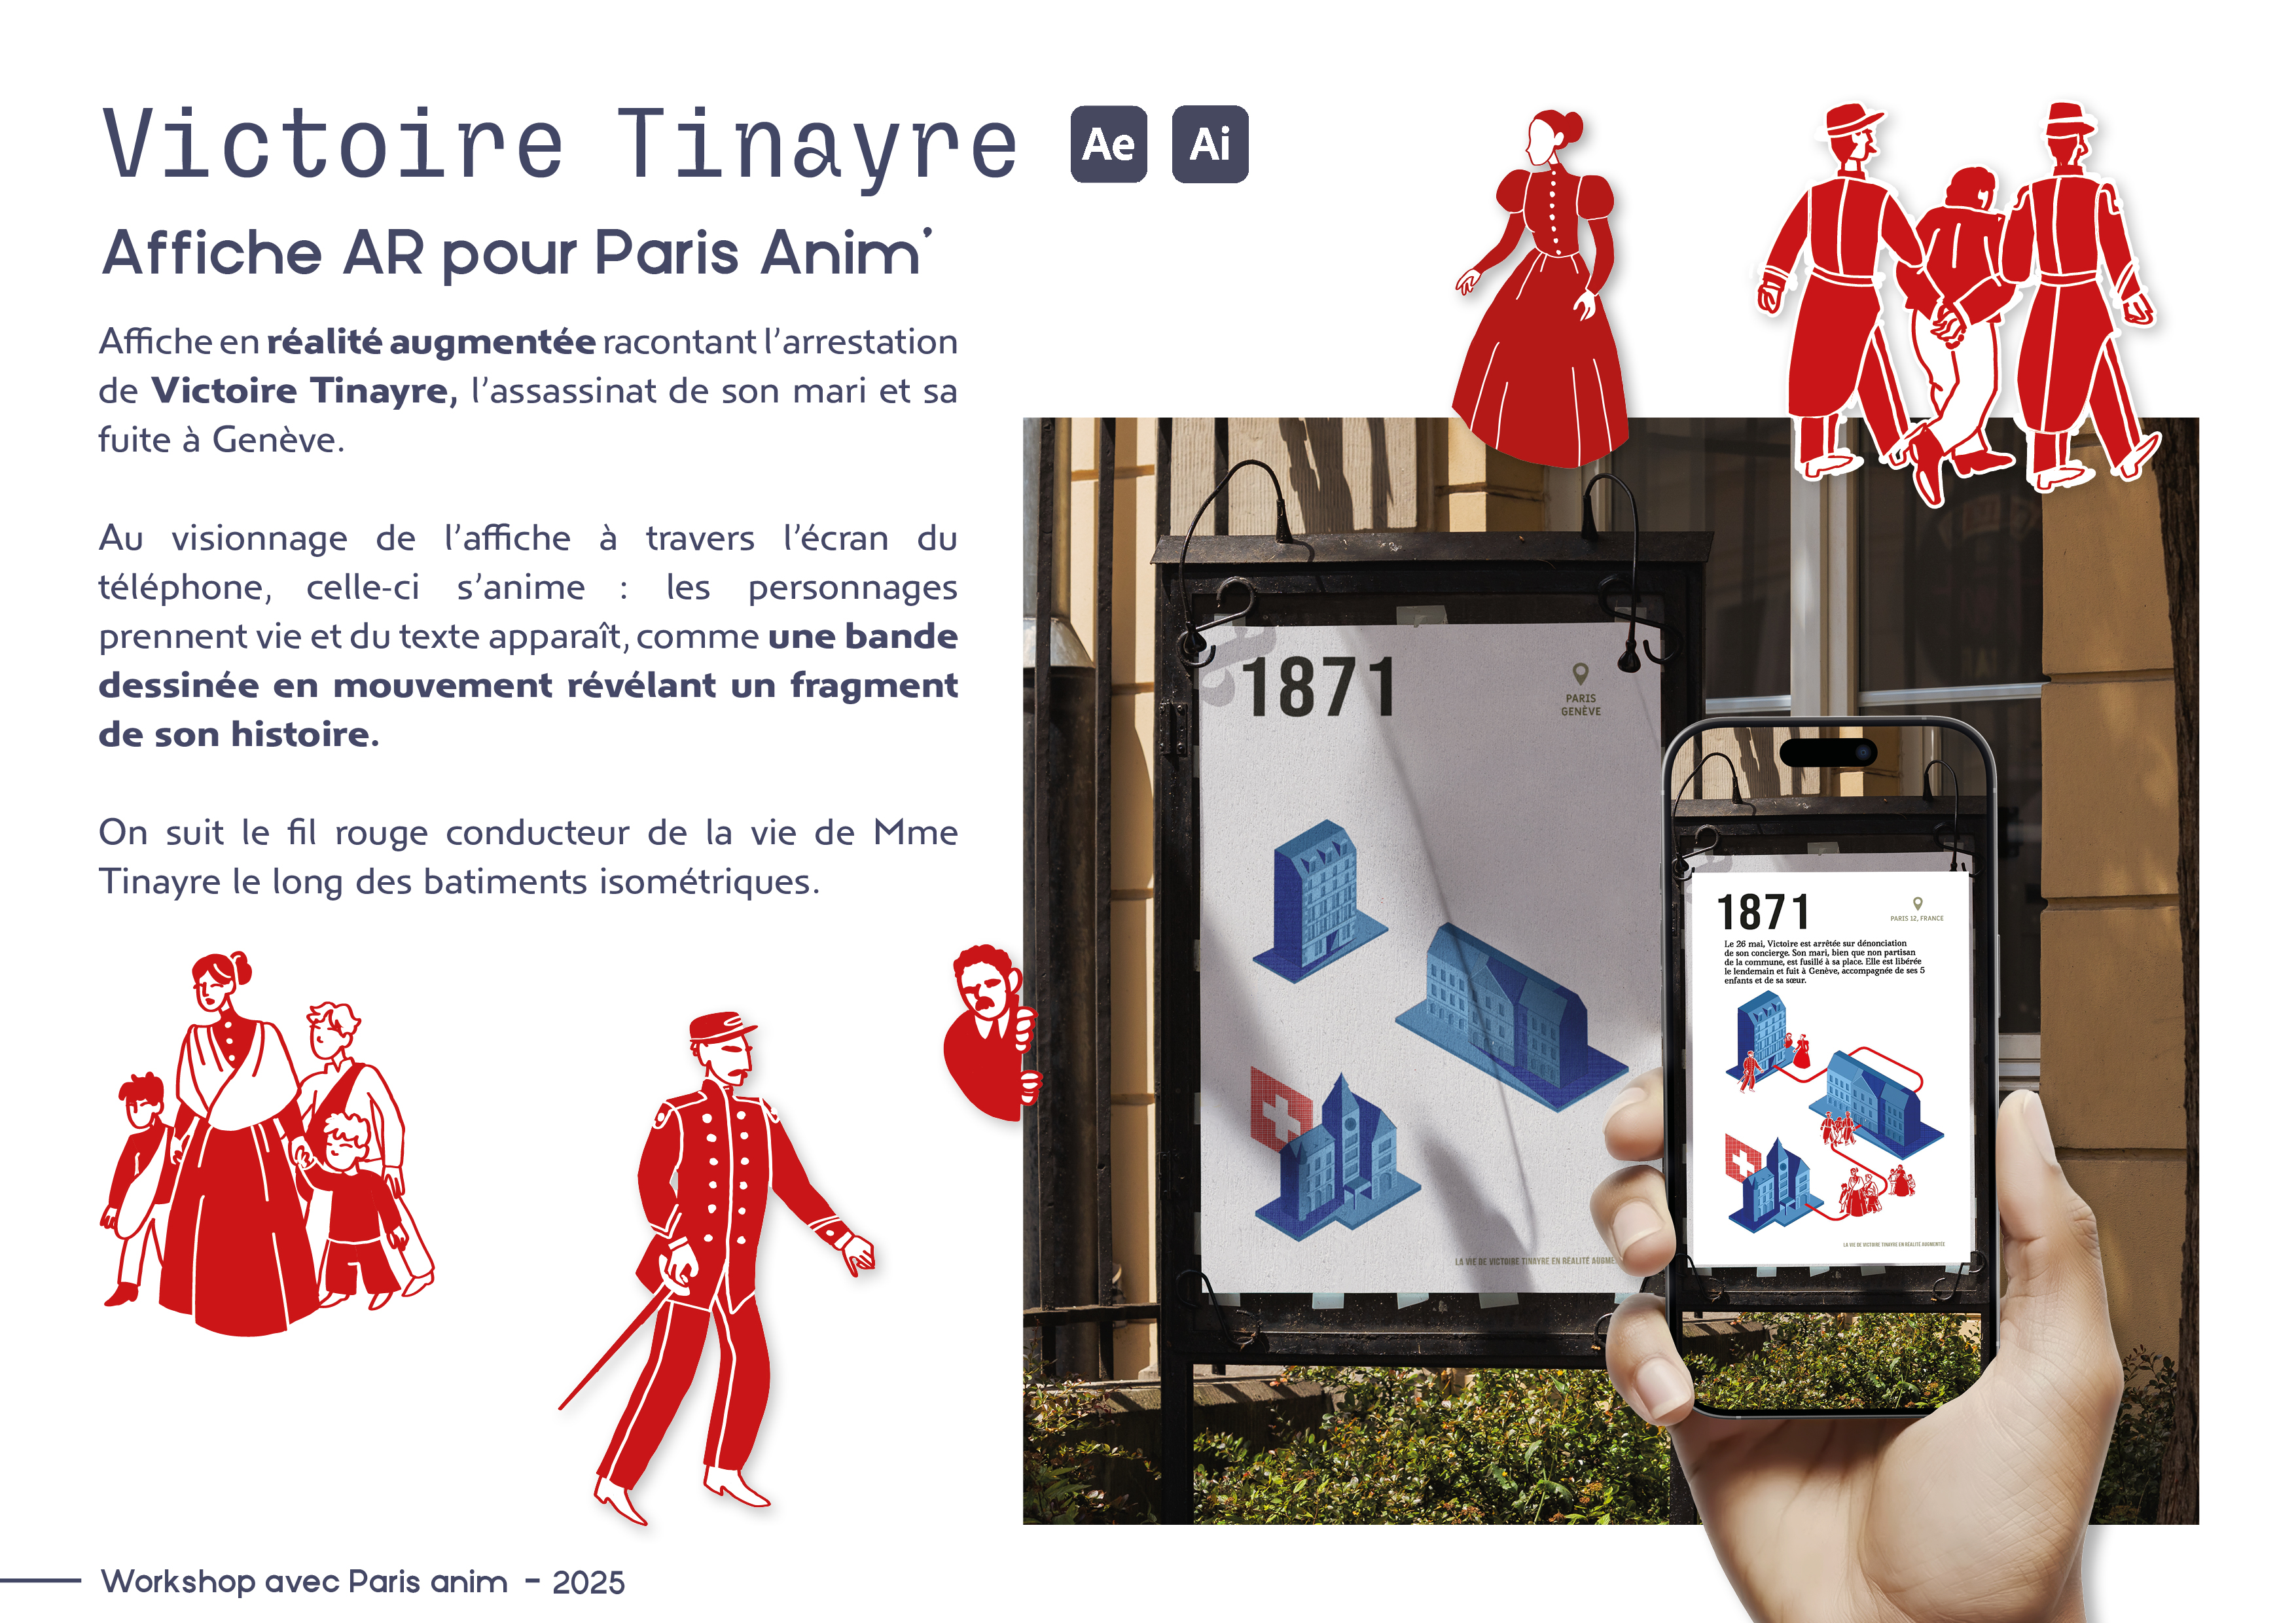 Victoire Tinayre
Ae
Ai
Affiche AR pour Paris Anim'
Affiche en réalité augmentée racontant l'arrestation
de Victoire Tinayre, l'assassinat de son mari et sa
fuite à Genève.
Au visionnage de l'affiche à travers l'écran du
téléphone, celle-ci s'anime : les personnages
prennent vie et du texte apparaît, comme une bande
dessinée en mouvement révélant un fragment
de son histoire.
On suit le fil rouge conducteur de la vie de Mme
Tinayre le long des batiments isométriques.
1871
PARIS
GENÈVE
LA VIE DE VICTOIRE TINAYRE EN RÉALITÉ AUGME
1871
PARIS 12, FRANCE
Le 26 mai, Victoire est arrêtée sur dénonciation
de son concierge. Son mari, bien que non partisan
de la commune, est fusillé à sa place. Elle est libérée
le lendemain et fuit à Genève, accompagnée de ses 5
enfants et de sa sœur.
LA VIE DE VICTOIRE TINAYRE EN RÉALITÉ AUGMENTÉE
Workshop avec Paris anim - 2025